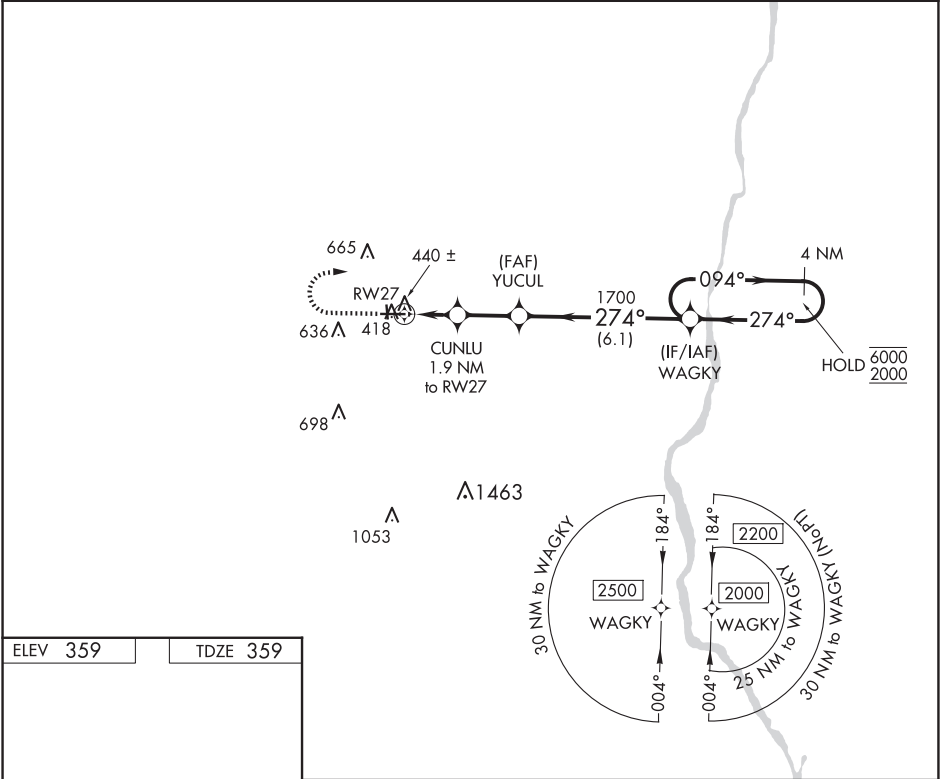 665
440 ±
RW27
418
636
(FAF)
YUCUL
1700
274°
(6.1)
094°
4 NM
274°
CUNLU
1.9 NM
to RW27
(IF/IAF)
WAGKY
HOLD 6000
2000
698
1463
1053
30 NM to WAGKY
184°
2500
WAGKY
004°
184°
2200
2000
WAGKY
004°
25 NM to WAGKY
30 NM to WAGKY (NoPT)
ELEV 359
TDZE 359